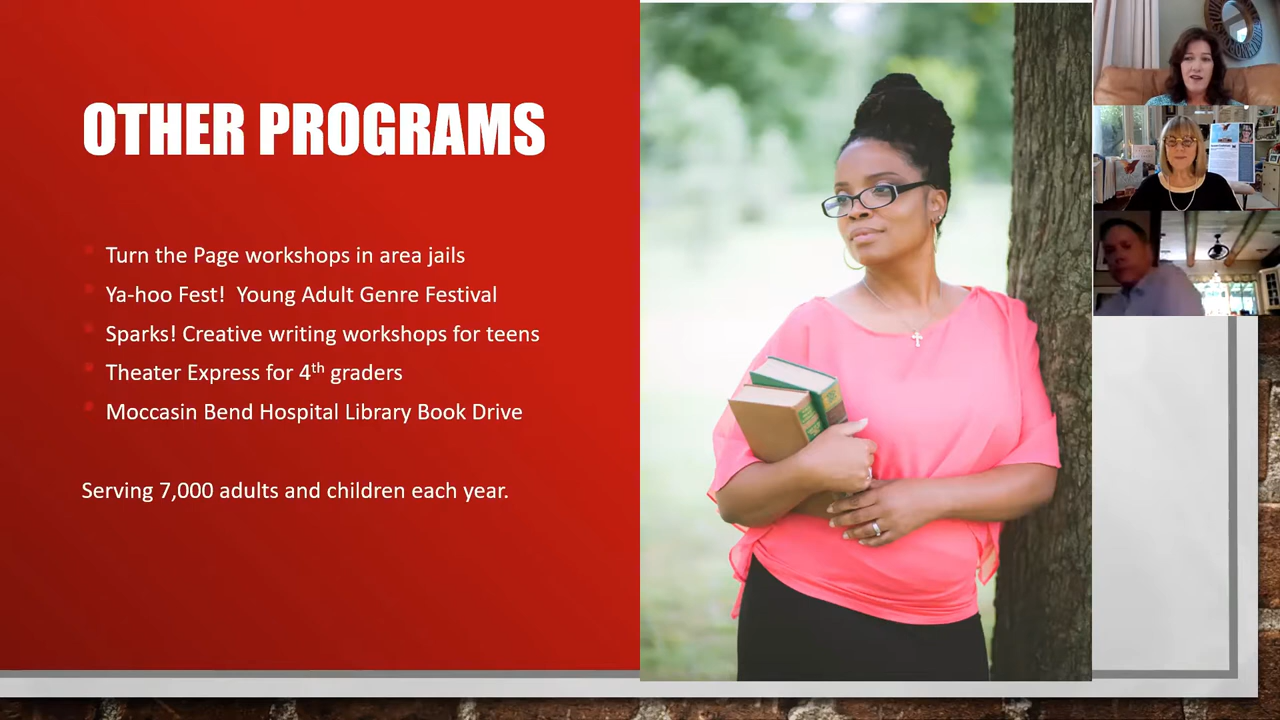 OTHER PROGRAMS
Turn the Page workshops in area jails
Ya-hoo Fest!  Young Adult Genre Festival
Sparks! Creative writing workshops for teens
Theater Express for 4th graders
Moccasin Bend Hospital Library Book Drive
Serving 7,000 adults and children each year.